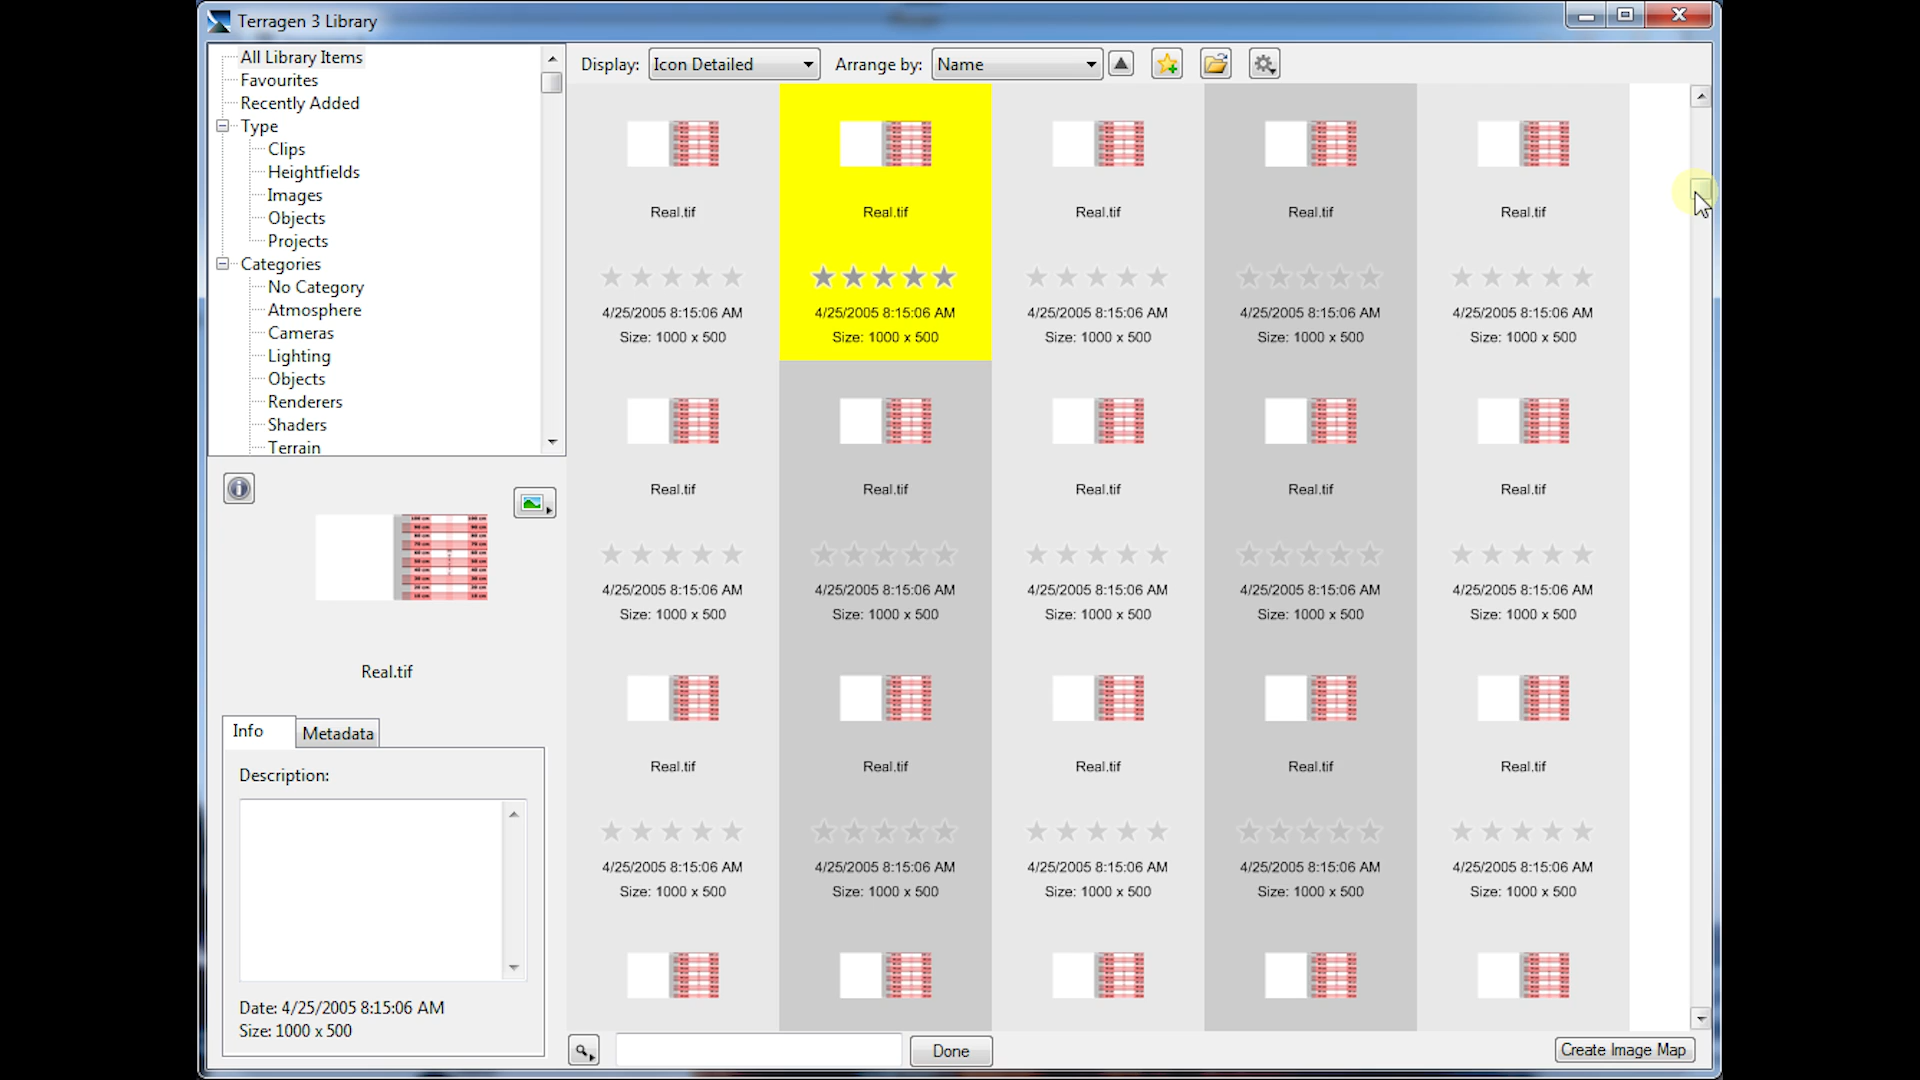 Terragen 3 Library
All Library Items
Favourites
Recently Added
Type
Clips
Heightfields
Images
Objects
Projects
Categories
No Category
Atmosphere
Cameras
Lighting
Objects
Renderers
Shaders
Terrain
Real.tif
Info Metadata
Description:
Date: 4/25/2005 8:15:06 AM
Size: 1000 x 500
Display: Icon Detailed Arrange by: Name
Real.tif Real.tif Real.tif Real.tif Real.tif
4/25/2005 8:15:06 AM 4/25/2005 8:15:06 AM 4/25/2005 8:15:06 AM 4/25/2005 8:15:06 AM 4/25/2005 8:15:06 AM
Size: 1000 x 500 Size: 1000 x 500 Size: 1000 x 500 Size: 1000 x 500 Size: 1000 x 500
Real.tif Real.tif Real.tif Real.tif Real.tif
4/25/2005 8:15:06 AM 4/25/2005 8:15:06 AM 4/25/2005 8:15:06 AM 4/25/2005 8:15:06 AM 4/25/2005 8:15:06 AM
Size: 1000 x 500 Size: 1000 x 500 Size: 1000 x 500 Size: 1000 x 500 Size: 1000 x 500
Real.tif Real.tif Real.tif Real.tif Real.tif
4/25/2005 8:15:06 AM 4/25/2005 8:15:06 AM 4/25/2005 8:15:06 AM 4/25/2005 8:15:06 AM 4/25/2005 8:15:06 AM
Size: 1000 x 500 Size: 1000 x 500 Size: 1000 x 500 Size: 1000 x 500 Size: 1000 x 500
Done Create Image Map